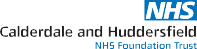 NHS
Calderdale and Huddersfield
NHS Foundation Trust